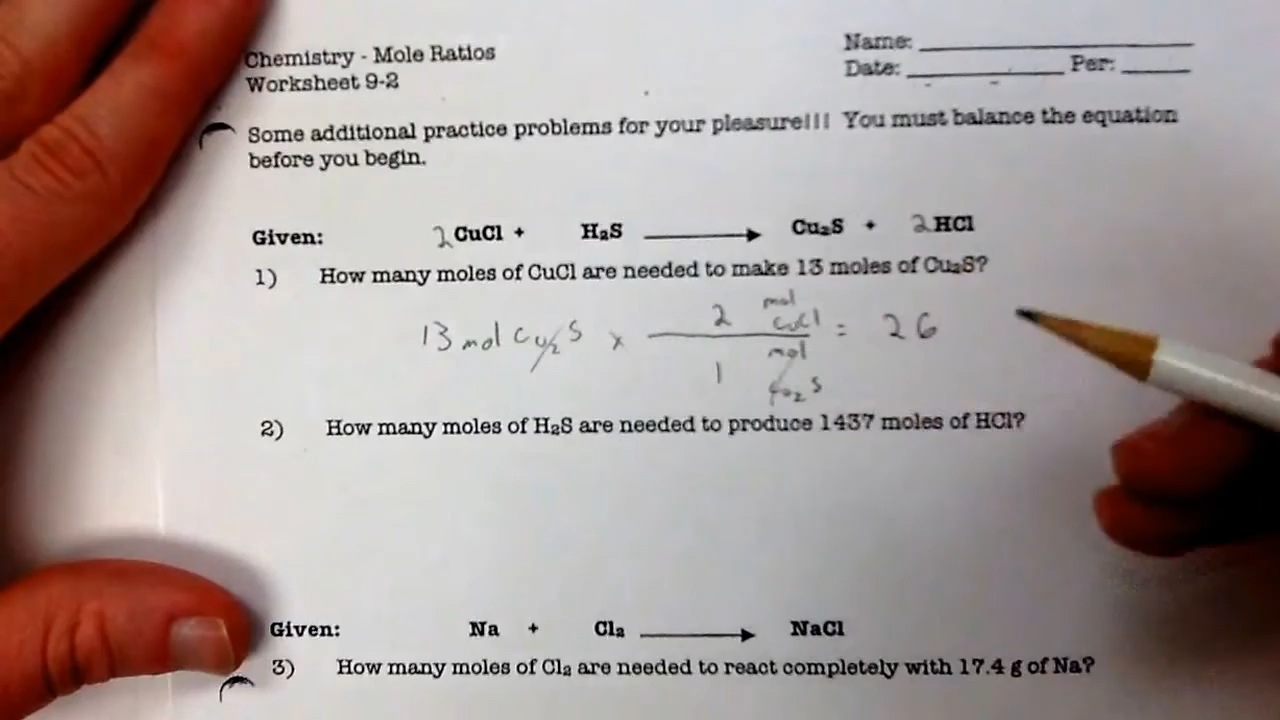 Chemistry - Mole Ratios
Worksheet 9-2
Name: ____________
Date: ____________ Per: ______
Some additional practice problems for your pleasure!!! You must balance the equation
before you begin.
Given: 2 CuCl + H₂S ⟶ Cu₂S + 2 HCl
1) How many moles of CuCl are needed to make 13 moles of Cu₂S?
13 mol Cu₂S × 2 mol CuCl / 1 mol Cu₂S = 26
2) How many moles of H₂S are needed to produce 1437 moles of HCl?
Given: Na + Cl₂ ⟶ NaCl
3) How many moles of Cl₂ are needed to react completely with 17.4 g of Na?